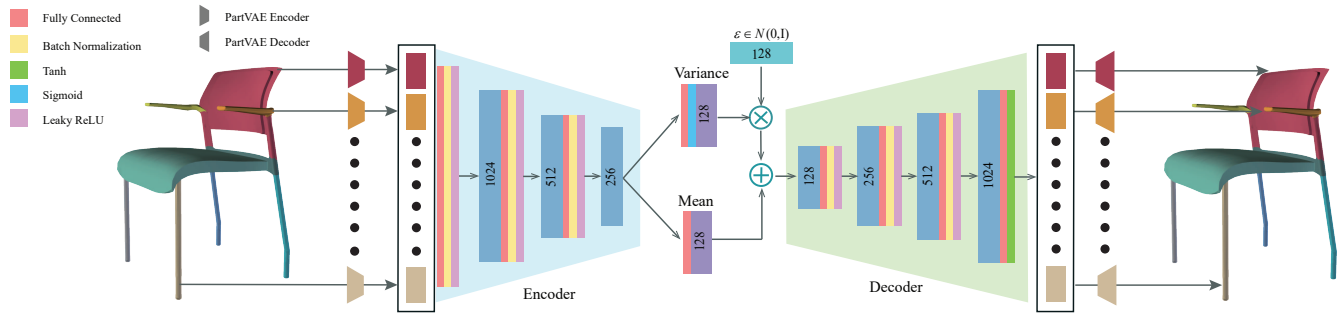 Fully Connected
Batch Normalization
Tanh
Sigmoid
Leaky ReLU
PartVAE Encoder
PartVAE Decoder
1024
512
256
Encoder
ε ∈ N(0,I)
128
Variance
128
Mean
128
128
256
512
1024
Decoder